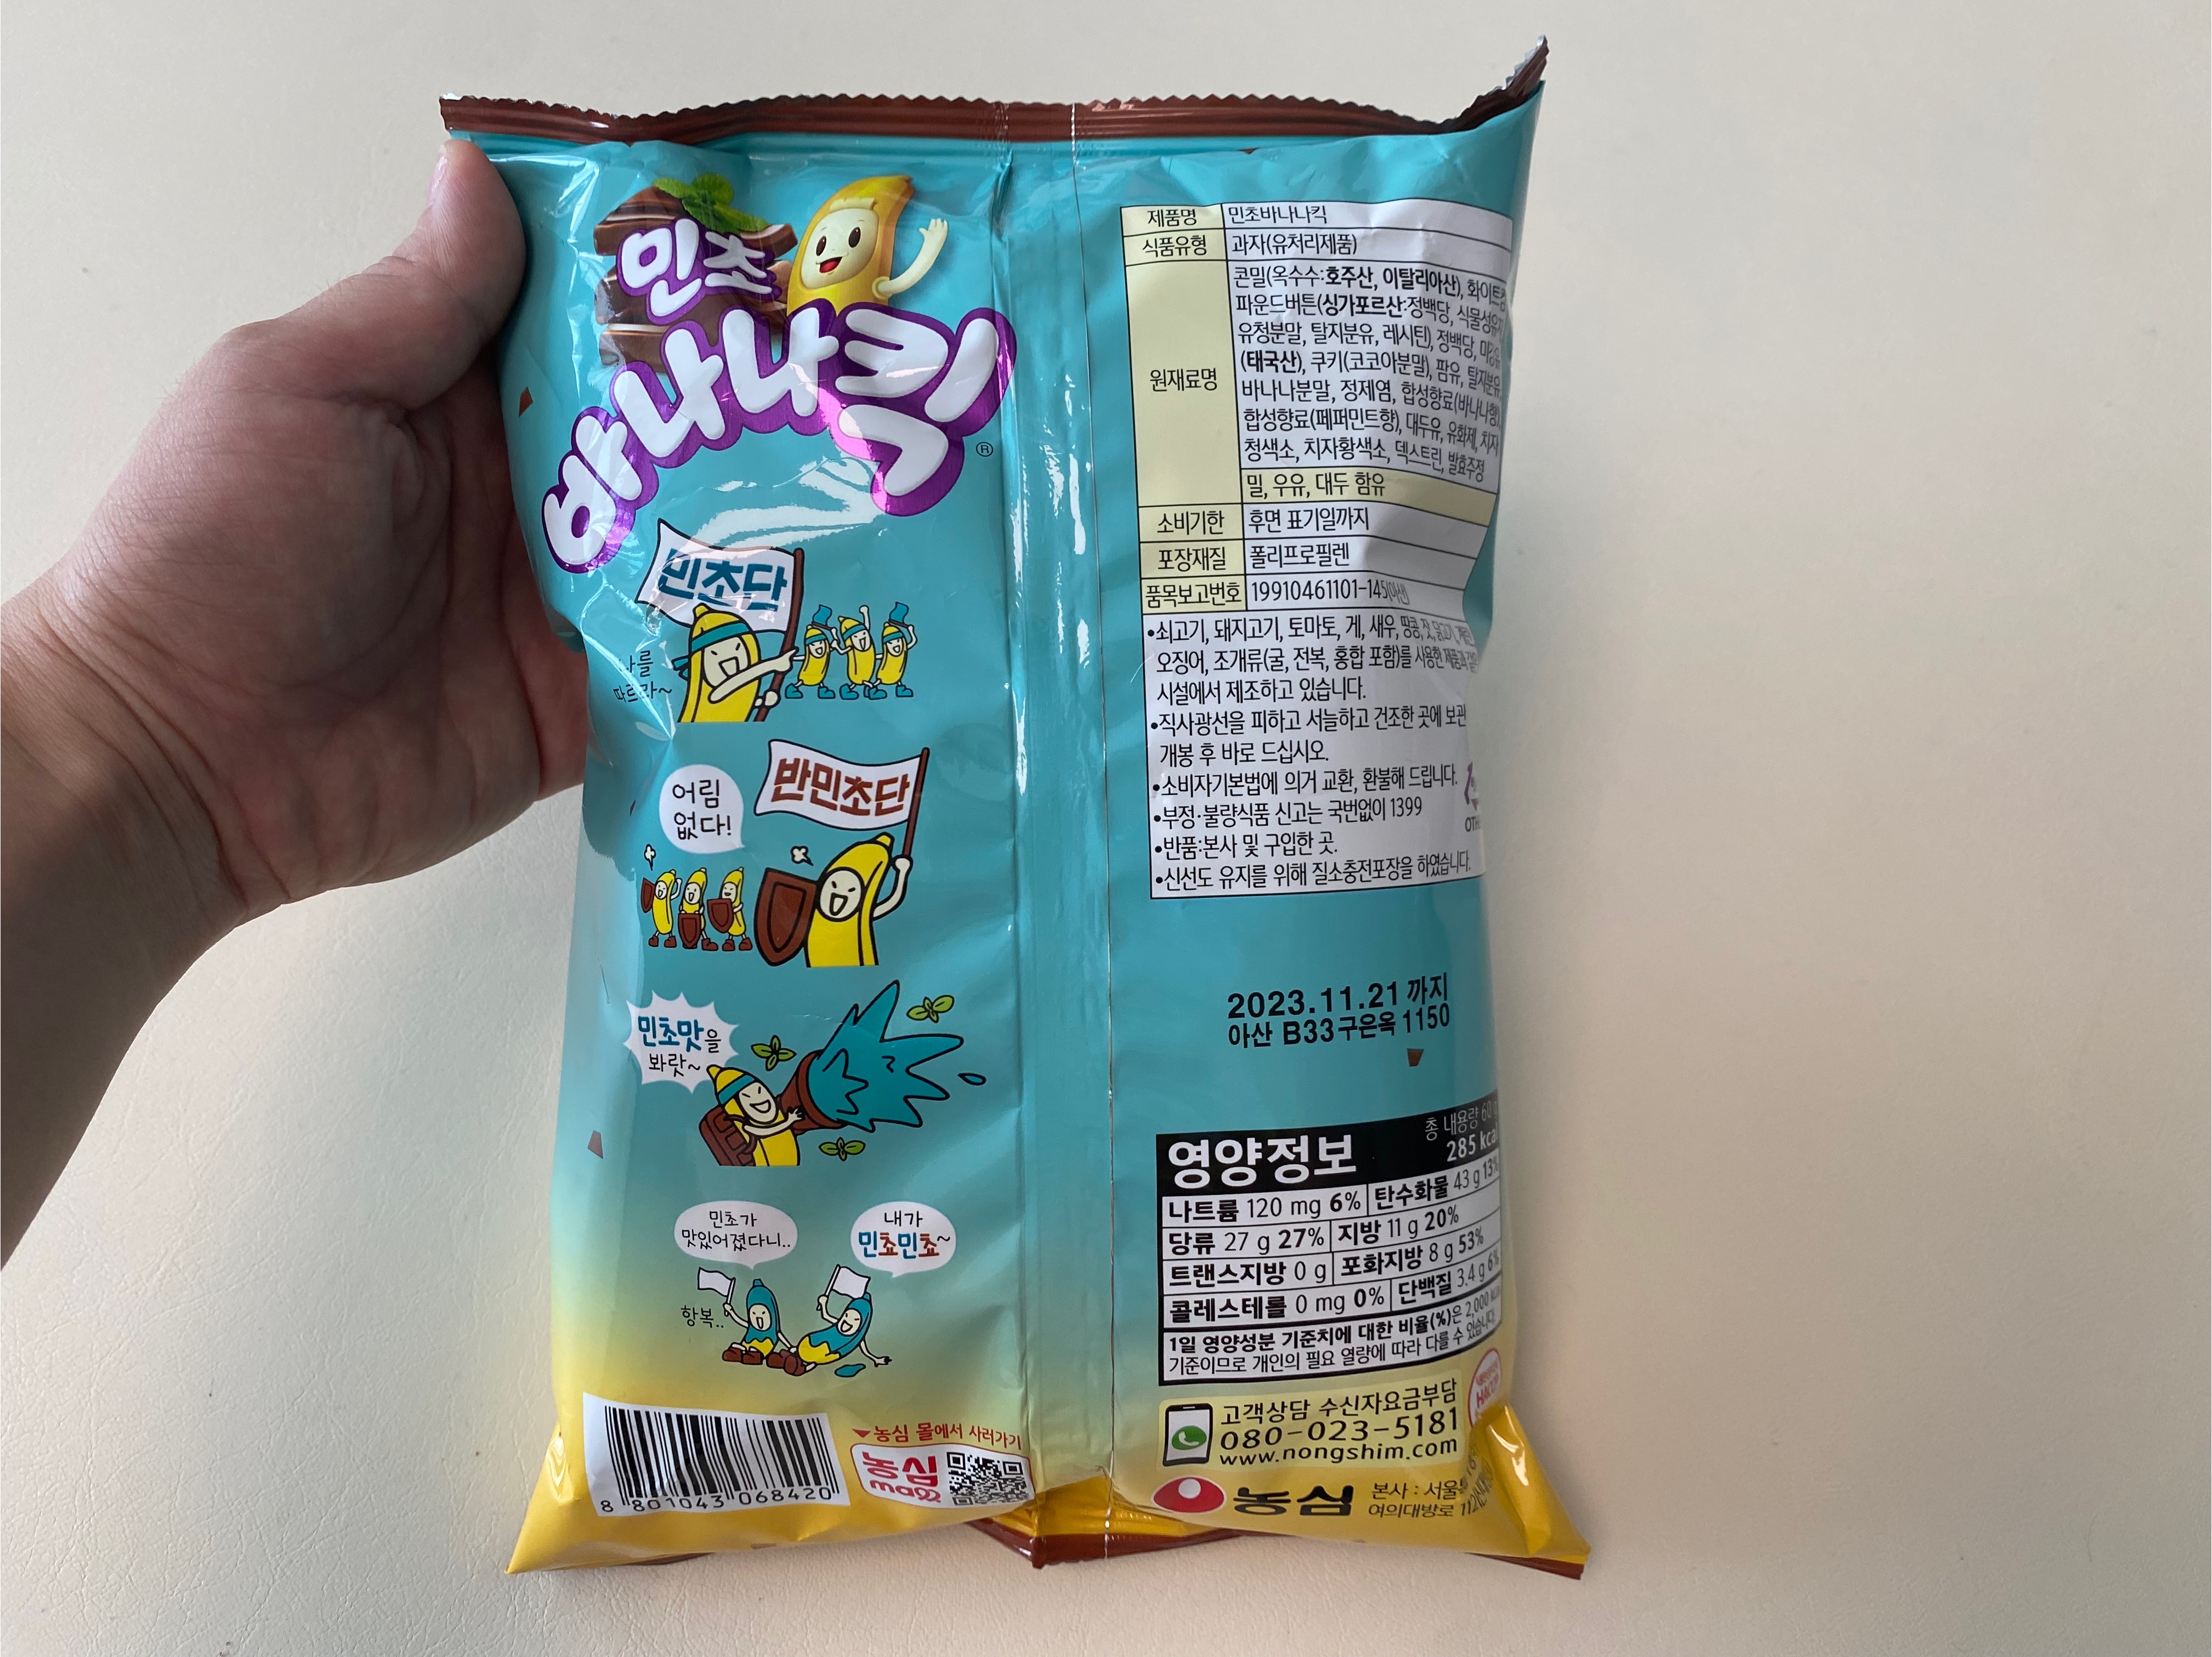 민초
바나나킥
®
민초단
나를
따르라~
어림
없다!
반민초단
민초맛을
봐랏~
민초가
맛있어졌다니..
내가
민쵸민쵸~
항복..
8 801043 068420
▼농심 몰에서 사러가기
농심
mall
제품명 민초바나나킥
식품유형 과자(유처리제품)
원재료명
콘밀(옥수수:호주산, 이탈리아산), 화이트
파운드버튼(싱가포르산:정백당, 식물성유지
유청분말, 탈지분유, 레시틴), 정백당, 미강유
(태국산), 쿠키(코코아분말), 팜유, 탈지분유,
바나나분말, 정제염, 합성향료(바나나향),
합성향료(페퍼민트향), 대두유, 유화제, 치자
청색소, 치자황색소, 덱스트린, 발효주정
밀, 우유, 대두 함유
소비기한 후면 표기일까지
포장재질 폴리프로필렌
품목보고번호 19910461101-145(아산)
•쇠고기, 돼지고기, 토마토, 게, 새우, 땅콩, 잣, 닭고기,
오징어, 조개류(굴, 전복, 홍합 포함)를 사용한 제품과 같은
시설에서 제조하고 있습니다.
•직사광선을 피하고 서늘하고 건조한 곳에 보관
개봉 후 바로 드십시오.
•소비자기본법에 의거 교환, 환불해 드립니다.
•부정·불량식품 신고는 국번없이 1399
•반품:본사 및 구입한 곳.
•신선도 유지를 위해 질소충전포장을 하였습니다.
2023.11.21 까지
아산 B33구은옥 1150
영양정보
총 내용량 60 g
285 kcal
나트륨 120 mg 6% 탄수화물 43 g 13%
당류 27 g 27% 지방 11 g 20%
트랜스지방 0 g 포화지방 8 g 53%
콜레스테롤 0 mg 0% 단백질 3.4 g 6%
1일 영양성분 기준치에 대한 비율(%)은 2,000 kcal
기준이므로 개인의 필요 열량에 따라 다를 수 있습니다.
고객상담 수신자요금부담
080-023-5181
www.nongshim.com
HACCP
농심
본사 : 서울
여의대방로